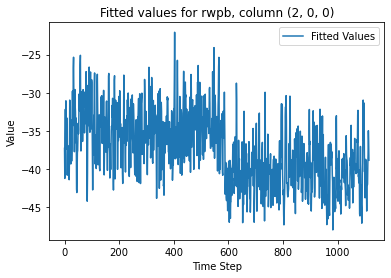 Fitted values for rwpb, column (2, 0, 0)
Fitted Values
Value
−25
−30
−35
−40
−45
0
200
400
600
800
1000
Time Step